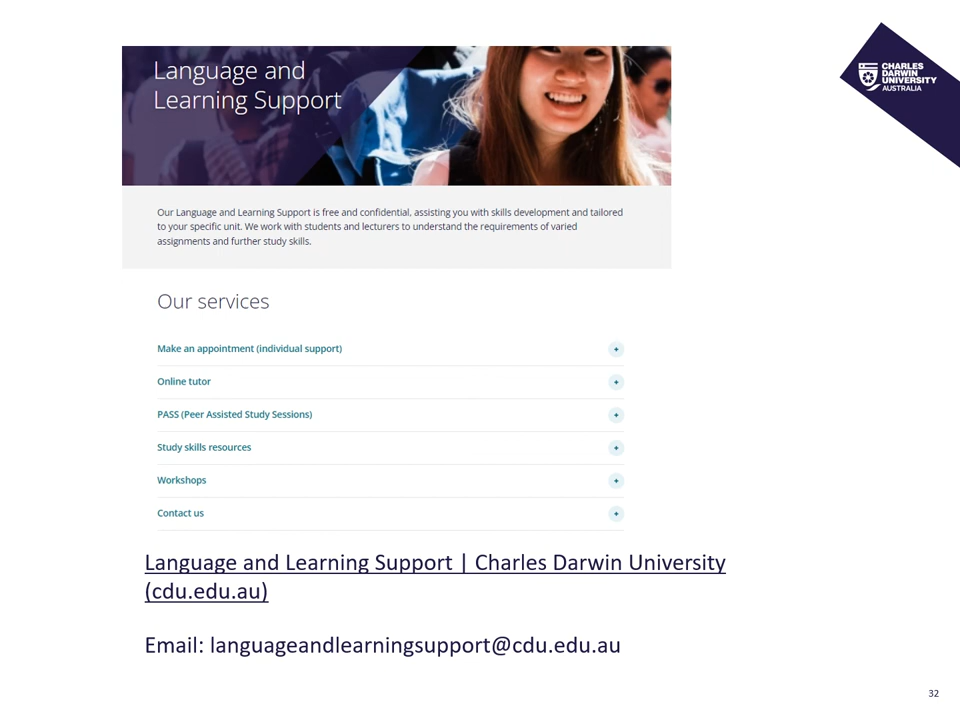 Language and
Learning Support
CHARLES
DARWIN
UNIVERSITY
AUSTRALIA
Our Language and Learning Support is free and confidential, assisting you with skills development and tailored
to your specific unit. We work with students and lecturers to understand the requirements of varied
assignments and further study skills.
Our services
Make an appointment (individual support)
Online tutor
PASS (Peer Assisted Study Sessions)
Study skills resources
Workshops
Contact us
Language and Learning Support | Charles Darwin University
(cdu.edu.au)
Email: languageandlearningsupport@cdu.edu.au
32